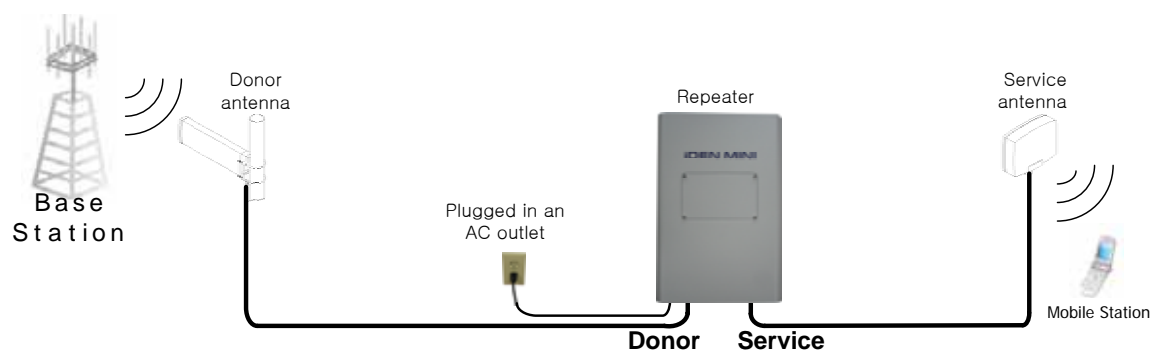 Donor
antenna
Repeater
Service
antenna
iDEN MINI
Base
Station
Plugged in an
AC outlet
Mobile Station
Donor
Service